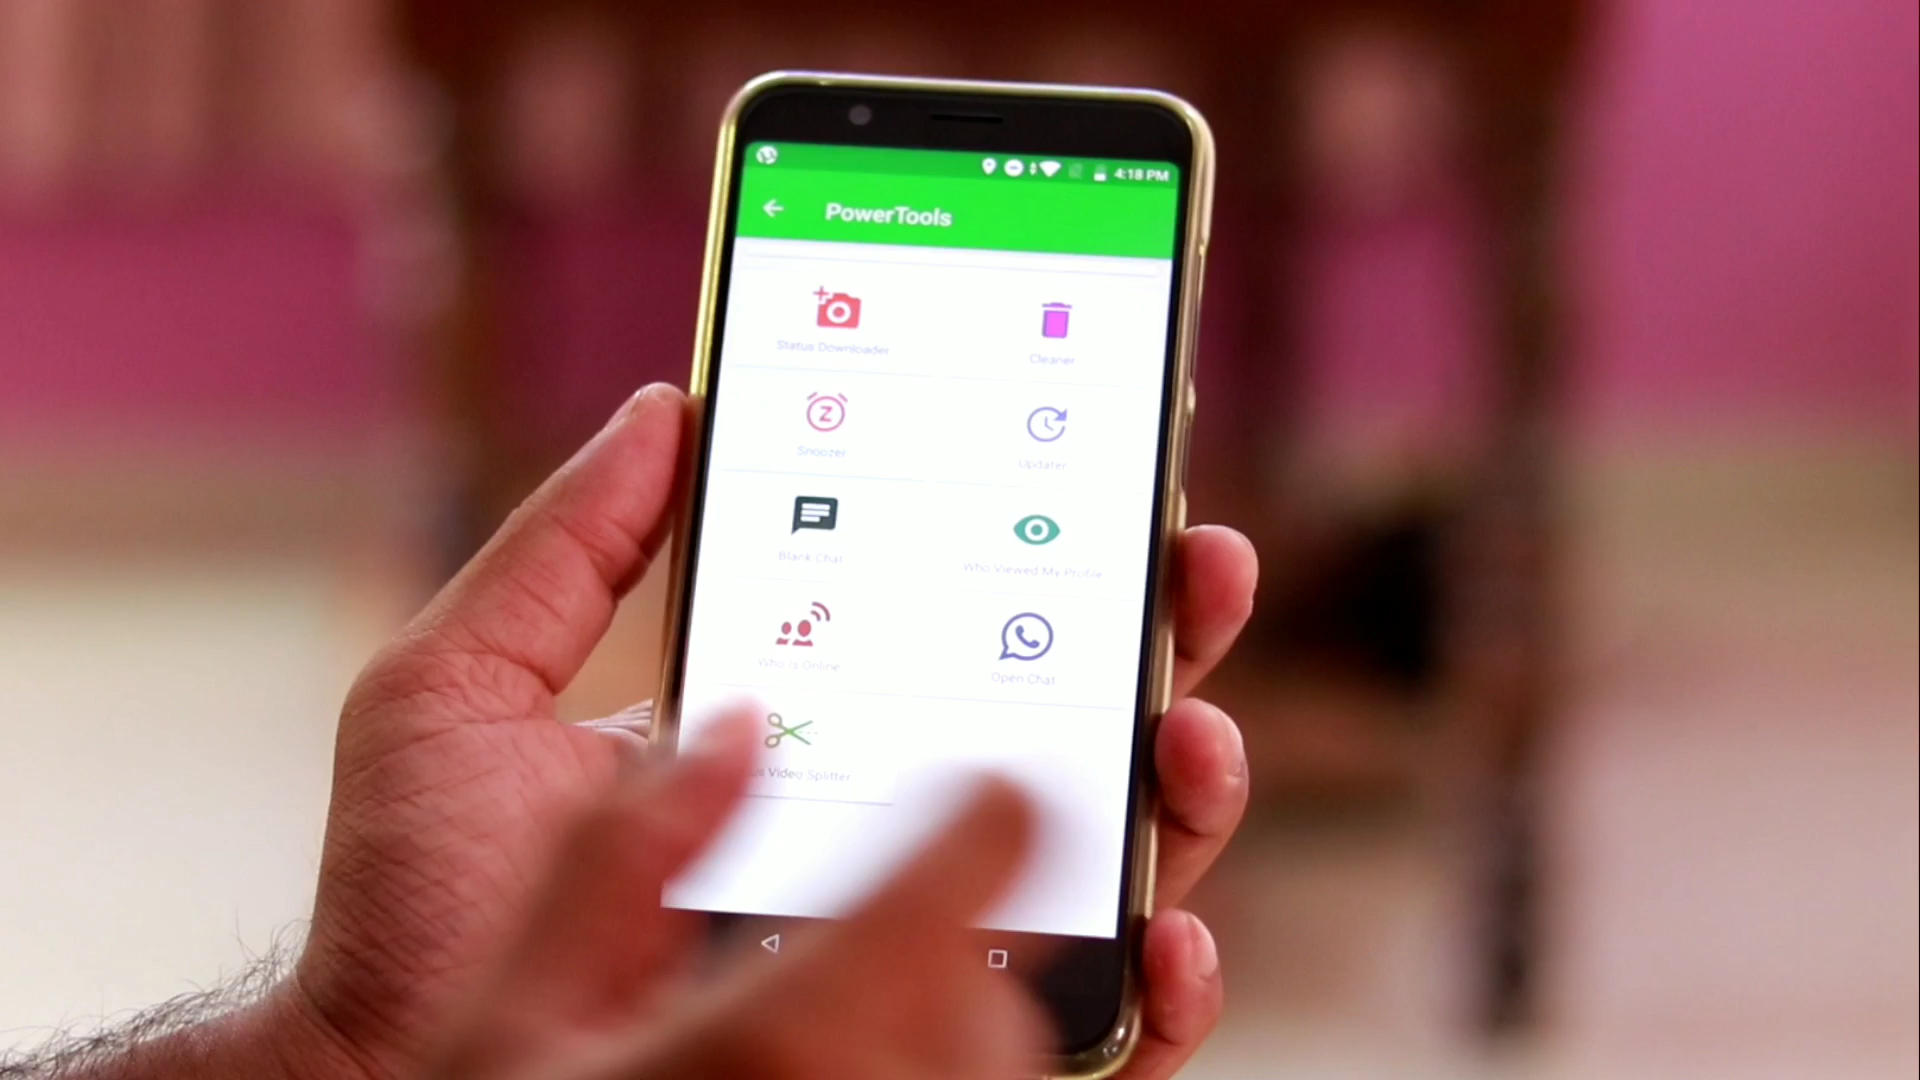 4:18 PM
PowerTools
Status Downloader
Cleaner
Snoozer
Updater
Blank Chat
Who Viewed My Profile
Who is Online
Open Chat
Video Splitter